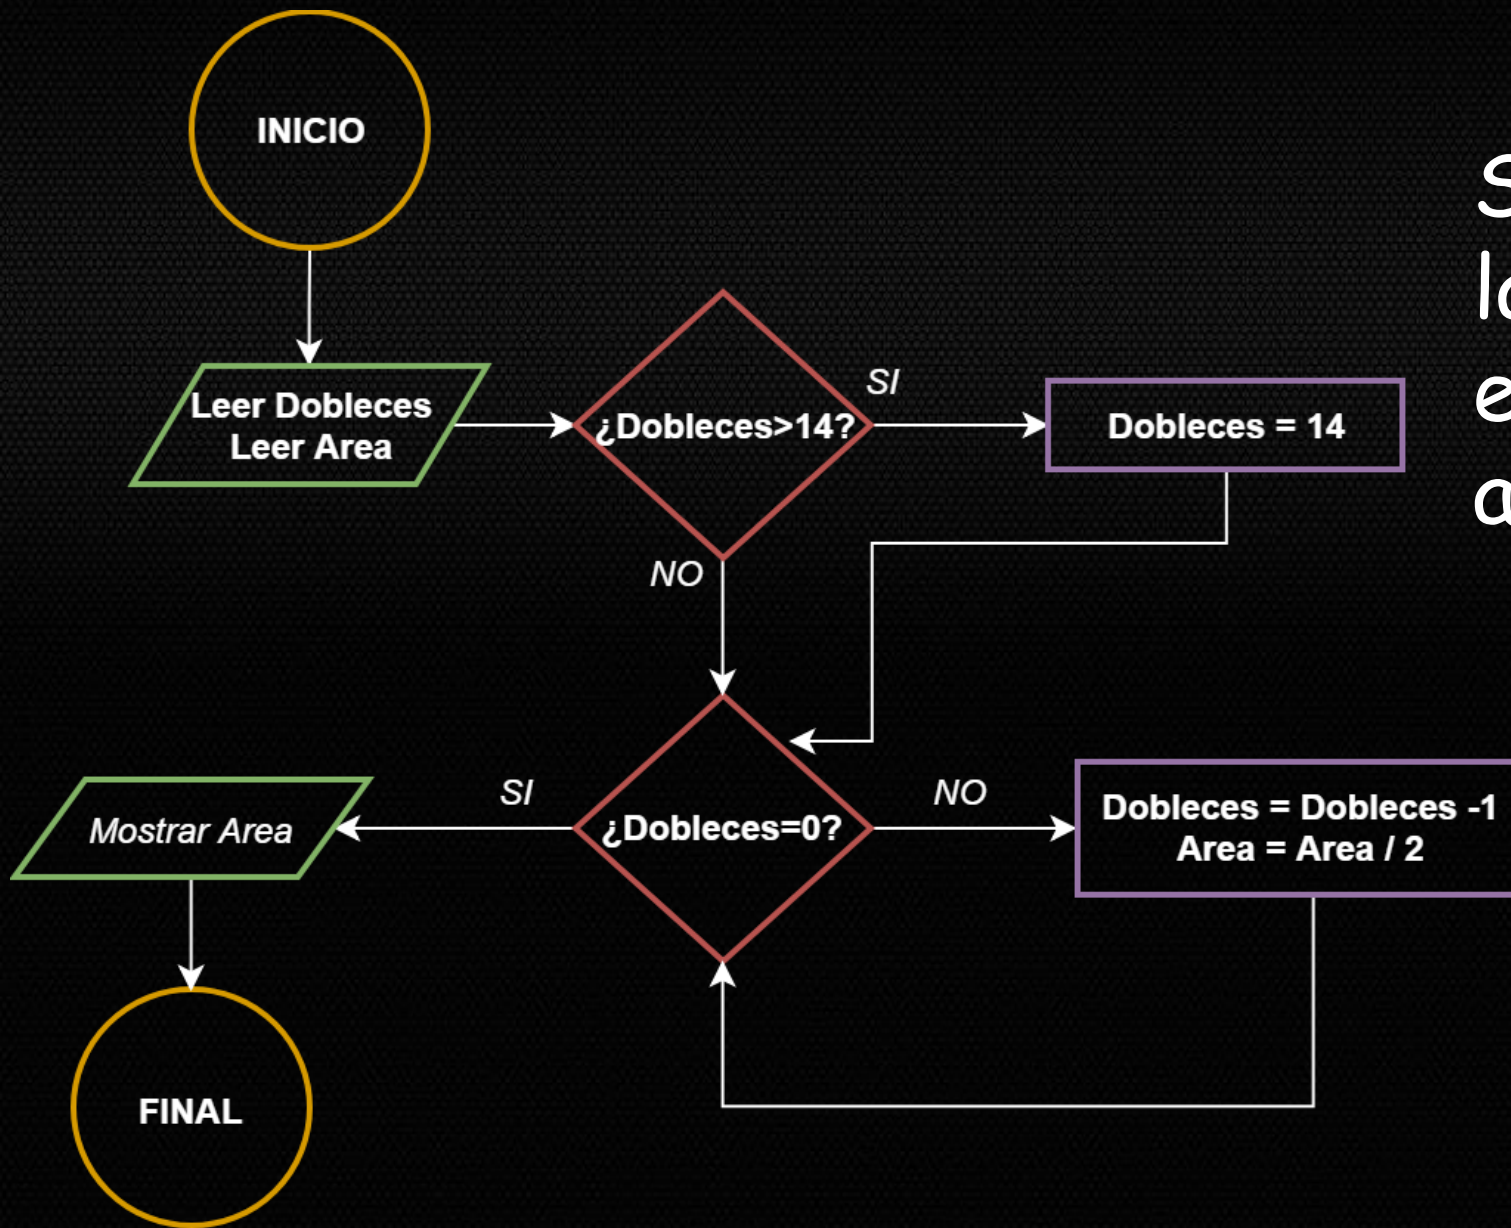 INICIO
Leer Dobleces
Leer Area
¿Dobleces>14?
SI
Dobleces = 14
NO
SI
NO
Mostrar Area
¿Dobleces=0?
Dobleces = Dobleces -1
Area = Area / 2
FINAL